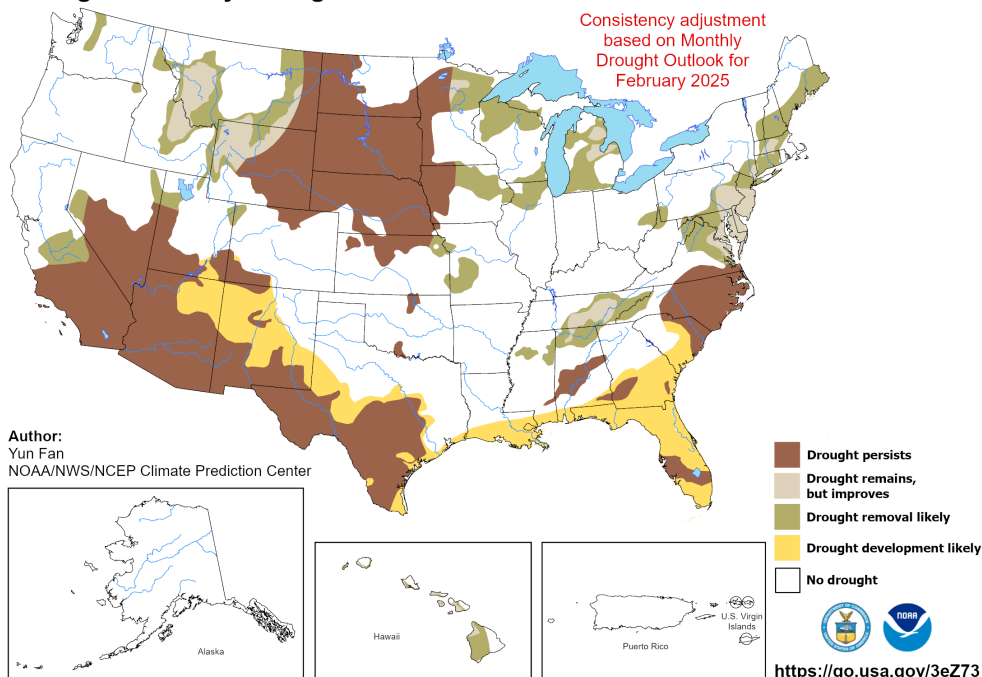 Consistency adjustment
based on Monthly
Drought Outlook for
February 2025
Author:
Yun Fan
NOAA/NWS/NCEP Climate Prediction Center
Drought persists
Drought remains,
but improves
Drought removal likely
Drought development likely
No drought
Alaska
Hawaii
Puerto Rico
U.S. Virgin
Islands
NOAA
https://go.usa.gov/3eZ73